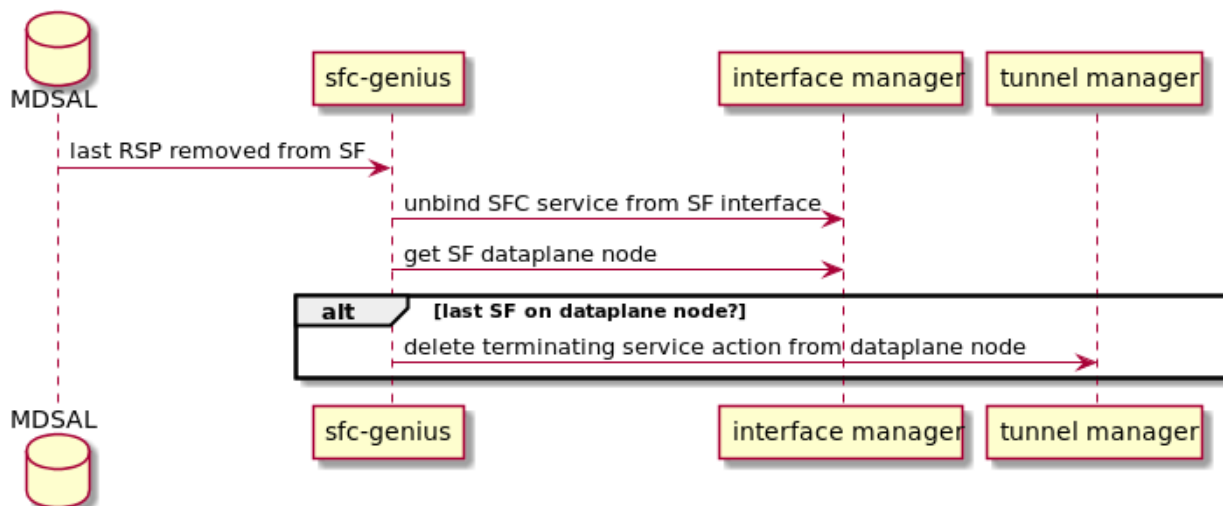 MDSAL
sfc-genius
interface manager
tunnel manager
last RSP removed from SF
unbind SFC service from SF interface
get SF dataplane node
alt
[last SF on dataplane node?]
delete terminating service action from dataplane node
MDSAL
sfc-genius
interface manager
tunnel manager